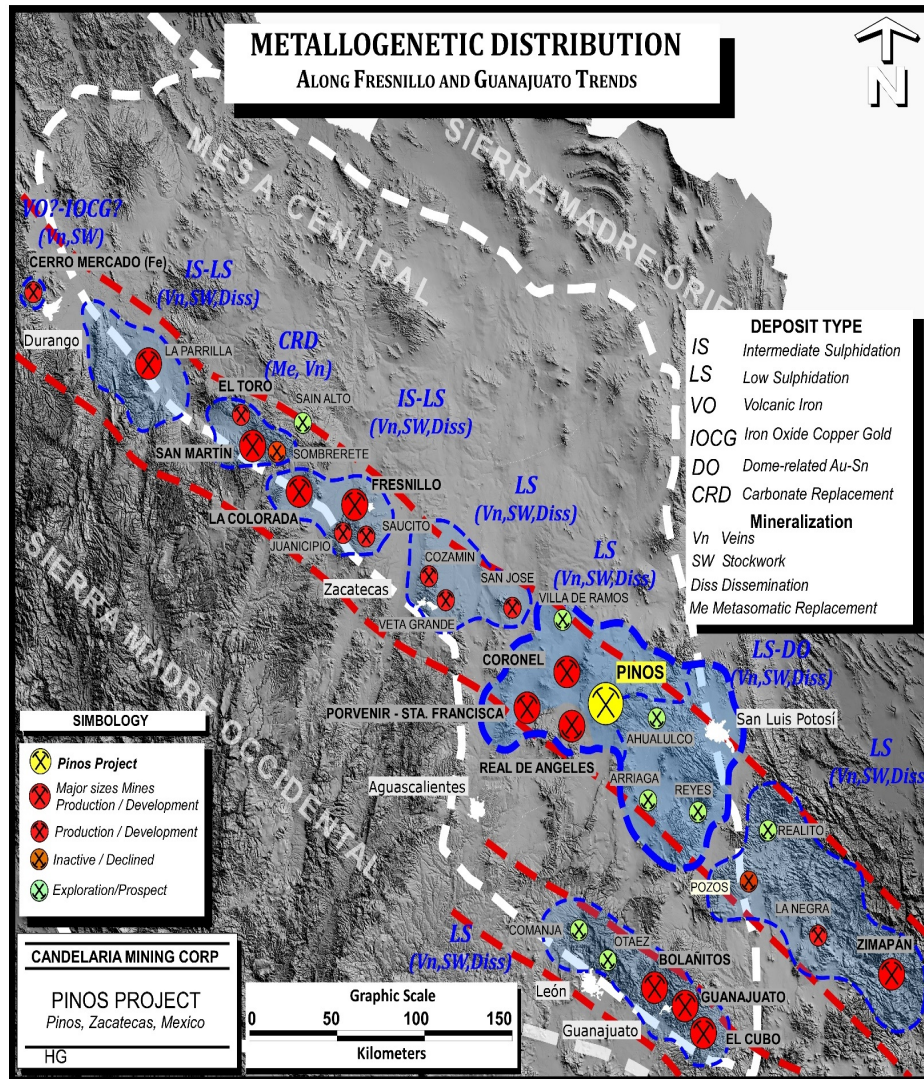 METALLOGENETIC DISTRIBUTION
ALONG FRESNILLO AND GUANAJUATO TRENDS
N
MESA CENTRAL
SIERRA MADRE ORIE
VO?-IOCG?
(Vn,SW)
CERRO MERCADO (Fe)
IS-LS
(Vn,SW,Diss)
Durango
LA PARRILLA
CRD
(Me, Vn)
EL TORO
SAIN ALTO
SAN MARTÍN
SOMBRERETE
IS-LS
(Vn,SW,Diss)
FRESNILLO
LA COLORADA
SAUCITO
JUANICIPIO
LS
(Vn,SW,Diss)
COZAMIN
SAN JOSE
Zacatecas
VETA GRANDE
LS
(Vn,SW,Diss)
VILLA DE RAMOS
SIERRA MADRE OCCIDENTAL
CORONEL
PINOS
PORVENIR - STA. FRANCISCA
REAL DE ANGELES
AHUALULCO
LS-DO
(Vn,SW,Diss)
San Luis Potosí
ARRIAGA
REYES
Aguascalientes
LS
(Vn,SW,Diss)
REALITO
POZOS
LA NEGRA
ZIMAPÁN
LS
(Vn,SW,Diss)
COMANJA
OTAEZ
BOLAÑITOS
León
GUANAJUATO
Guanajuato
EL CUBO
DEPOSIT TYPE
IS Intermediate Sulphidation
LS Low Sulphidation
VO Volcanic Iron
IOCG Iron Oxide Copper Gold
DO Dome-related Au-Sn
CRD Carbonate Replacement
Mineralization
Vn Veins
SW Stockwork
Diss Dissemination
Me Metasomatic Replacement
SIMBOLOGY
Pinos Project
Major sizes Mines
Production / Development
Production / Development
Inactive / Declined
Exploration/Prospect
CANDELARIA MINING CORP
PINOS PROJECT
Pinos, Zacatecas, Mexico
HG
Graphic Scale
0 50 100 150
Kilometers